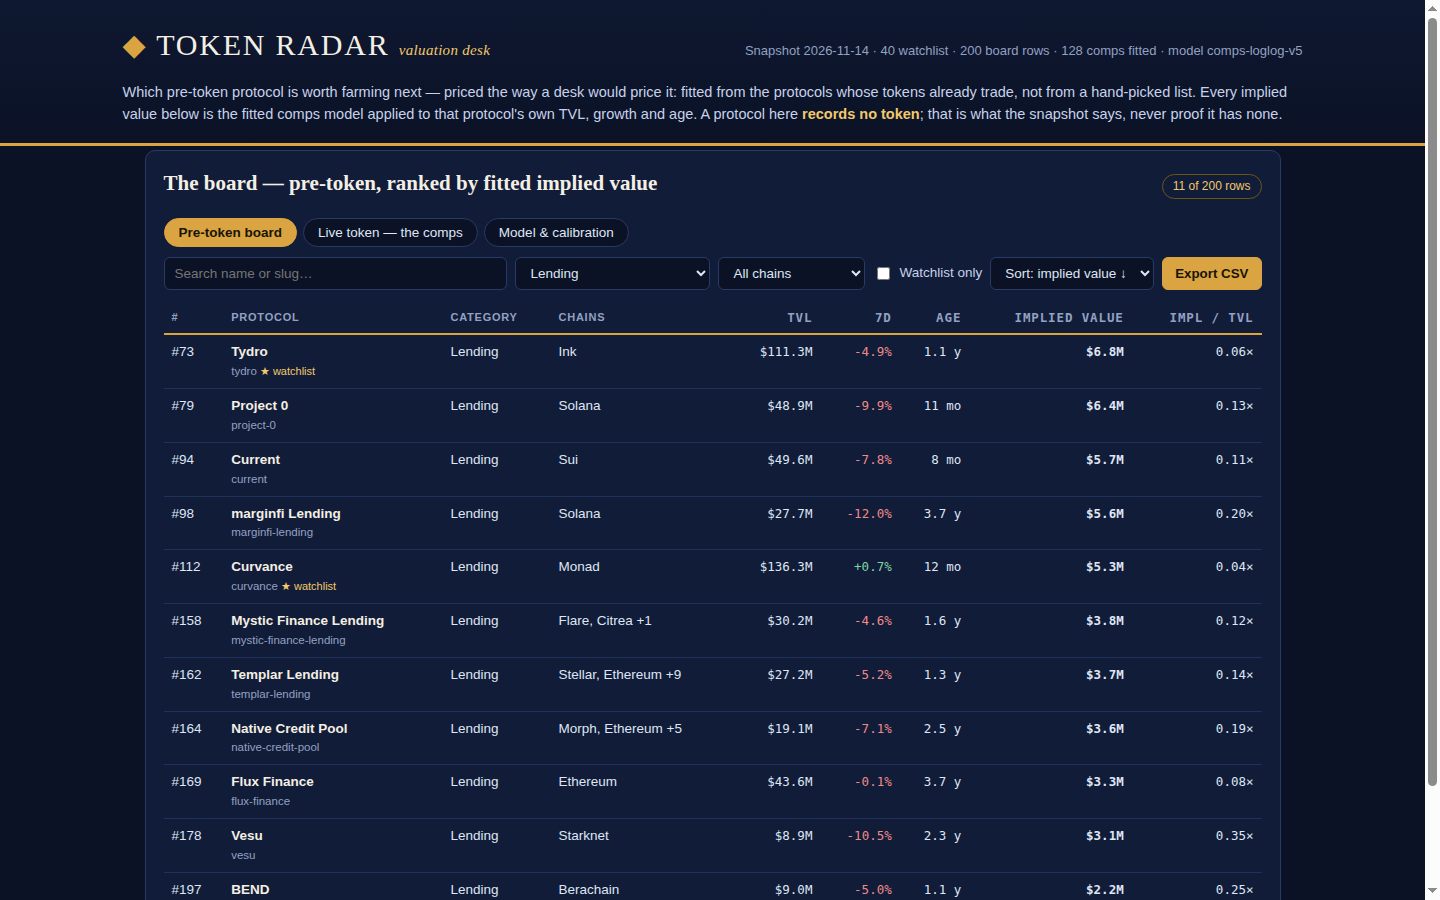 ◆ TOKEN RADAR valuation desk
Snapshot 2026-11-14 · 40 watchlist · 200 board rows · 128 comps fitted · model comps-loglog-v5
Which pre-token protocol is worth farming next — priced the way a desk would price it: fitted from the protocols whose tokens already trade, not from a hand-picked list. Every implied
value below is the fitted comps model applied to that protocol's own TVL, growth and age. A protocol here records no token; that is what the snapshot says, never proof it has none.
The board — pre-token, ranked by fitted implied value
11 of 200 rows
Pre-token board Live token — the comps Model & calibration
Search name or slug… Lending All chains Watchlist only Sort: implied value ↓ Export CSV
# PROTOCOL CATEGORY CHAINS TVL 7D AGE IMPLIED VALUE IMPL / TVL
#73 Tydro Lending Ink $111.3M -4.9% 1.1 y $6.8M 0.06×
tydro ★ watchlist
#79 Project 0 Lending Solana $48.9M -9.9% 11 mo $6.4M 0.13×
project-0
#94 Current Lending Sui $49.6M -7.8% 8 mo $5.7M 0.11×
current
#98 marginfi Lending Lending Solana $27.7M -12.0% 3.7 y $5.6M 0.20×
marginfi-lending
#112 Curvance Lending Monad $136.3M +0.7% 12 mo $5.3M 0.04×
curvance ★ watchlist
#158 Mystic Finance Lending Lending Flare, Citrea +1 $30.2M -4.6% 1.6 y $3.8M 0.12×
mystic-finance-lending
#162 Templar Lending Lending Stellar, Ethereum +9 $27.2M -5.2% 1.3 y $3.7M 0.14×
templar-lending
#164 Native Credit Pool Lending Morph, Ethereum +5 $19.1M -7.1% 2.5 y $3.6M 0.19×
native-credit-pool
#169 Flux Finance Lending Ethereum $43.6M -0.1% 3.7 y $3.3M 0.08×
flux-finance
#178 Vesu Lending Starknet $8.9M -10.5% 2.3 y $3.1M 0.35×
vesu
#197 BEND Lending Berachain $9.0M -5.0% 1.1 y $2.2M 0.25×